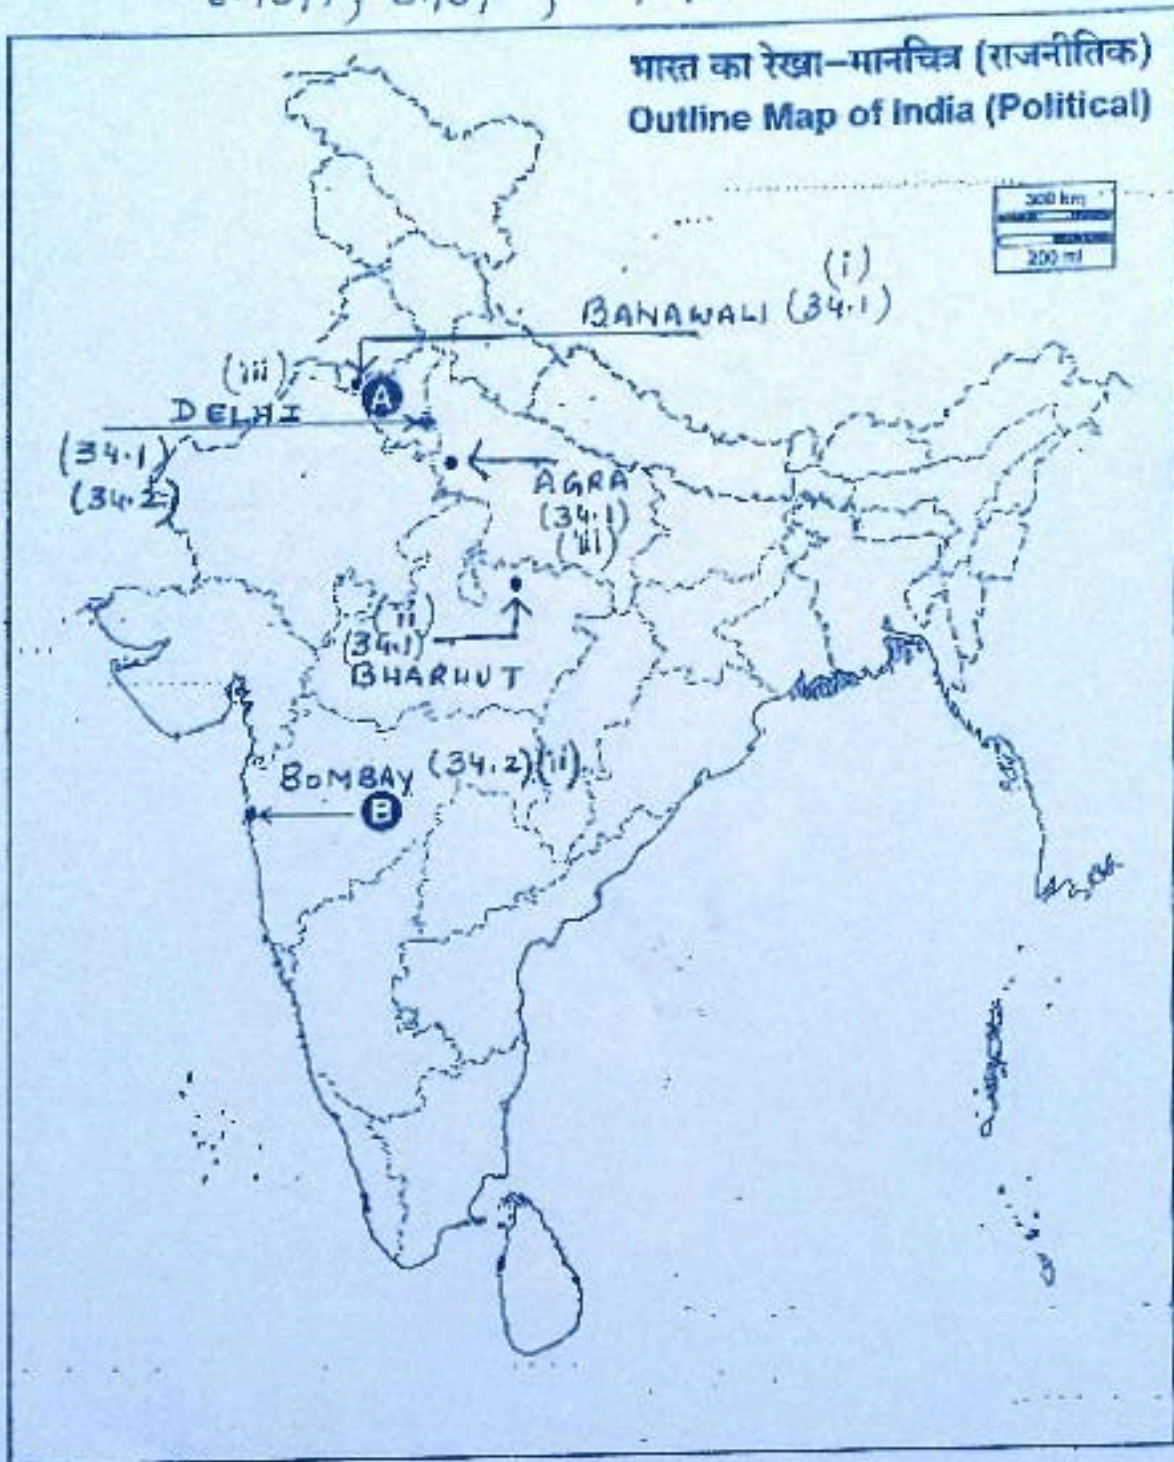 भारत का रेखा-मानचित्र (राजनीतिक)
Outline Map of India (Political)
300 km
200 mi
(i)
BANAWALI (34.1)
(iii)
A
DELHI
(34.1)
(34.2)
AGRA
(34.1)
(iii)
(ii)
(34.1)
BHARHUT
BOMBAY (34.2) (ii)
B